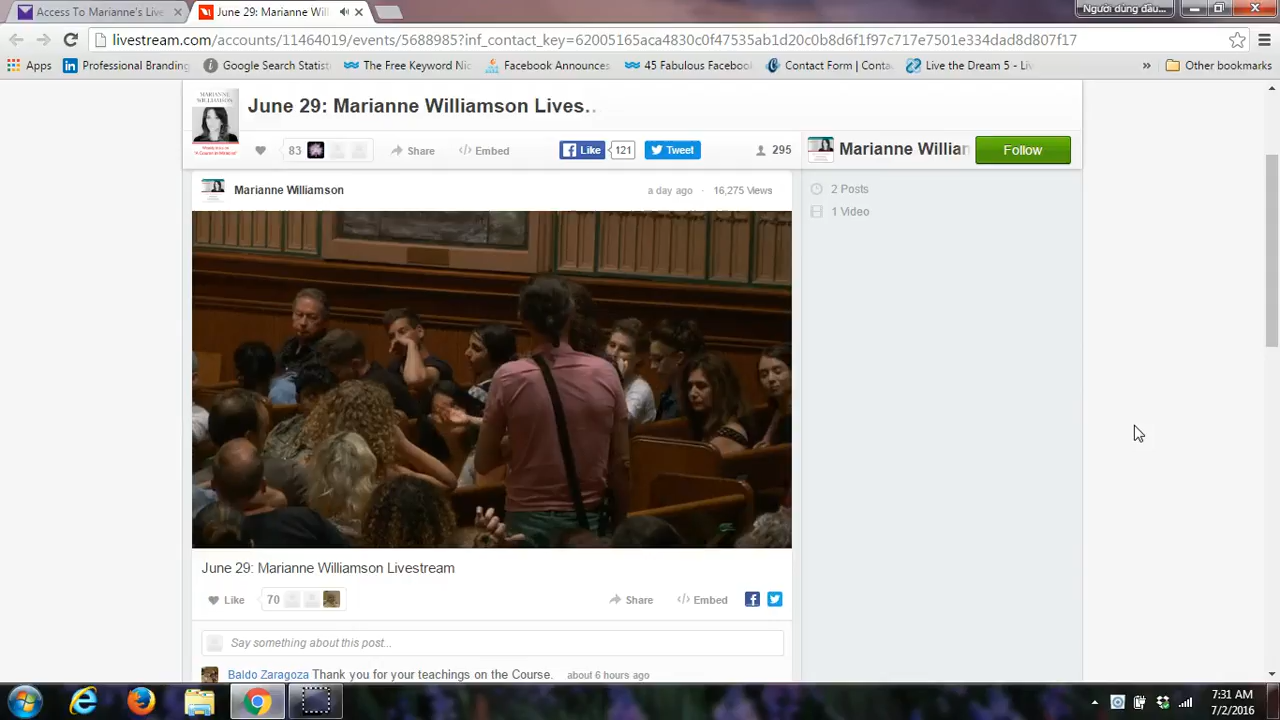 Access To Marianne's Live
June 29: Marianne Will
Người dùng đầu...
livestream.com/accounts/11464019/events/5688985?inf_contact_key=62005165aca4830c0f47535ab1d20c0b8d6f1f97c717e7501e334dad8d807f17
Apps
Professional Branding
Google Search Statisti
The Free Keyword Nic
Facebook Announces
45 Fabulous Facebook
Contact Form | Conta
Live the Dream 5 - Liv
» Other bookmarks
MARIANNE
WILLIAMSON
June 29: Marianne Williamson Lives..
83
Share
Embed
Like 121
Tweet
295
Marianne Willian
Follow
Marianne Williamson
a day ago · 16,275 Views
2 Posts
1 Video
June 29: Marianne Williamson Livestream
Like 70
Share
Embed
Say something about this post...
Baldo Zaragoza Thank you for your teachings on the Course. about 6 hours ago
7:31 AM
7/2/2016